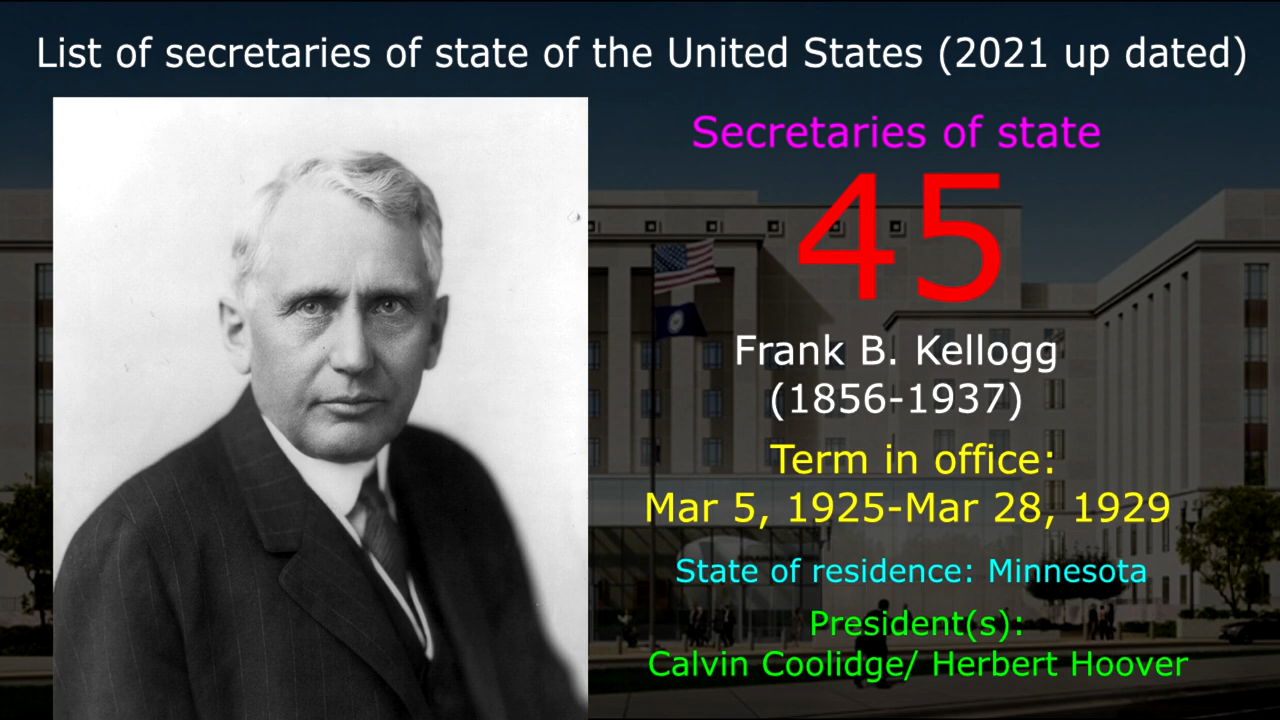 List of secretaries of state of the United States (2021 up dated)
Secretaries of state
45
Frank B. Kellogg
(1856-1937)
Term in office:
Mar 5, 1925-Mar 28, 1929
State of residence: Minnesota
President(s):
Calvin Coolidge/ Herbert Hoover